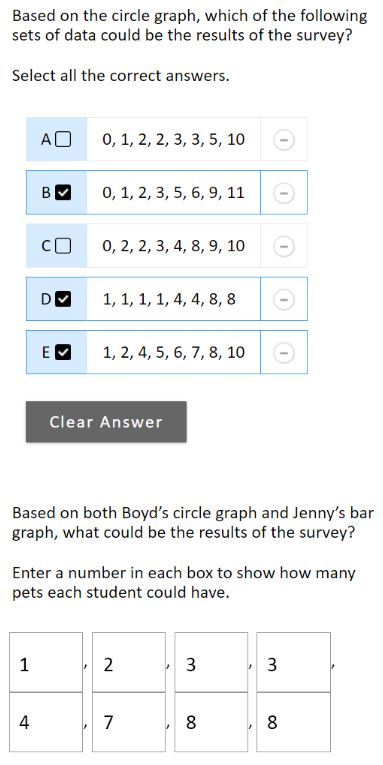 Based on the circle graph, which of the following
sets of data could be the results of the survey?
Select all the correct answers.
A 0, 1, 2, 2, 3, 3, 5, 10
B 0, 1, 2, 3, 5, 6, 9, 11
C 0, 2, 2, 3, 4, 8, 9, 10
D 1, 1, 1, 1, 4, 4, 8, 8
E 1, 2, 4, 5, 6, 7, 8, 10
Clear Answer
Based on both Boyd’s circle graph and Jenny’s bar
graph, what could be the results of the survey?
Enter a number in each box to show how many
pets each student could have.
1 , 2 , 3 , 3 ,
4 , 7 , 8 , 8